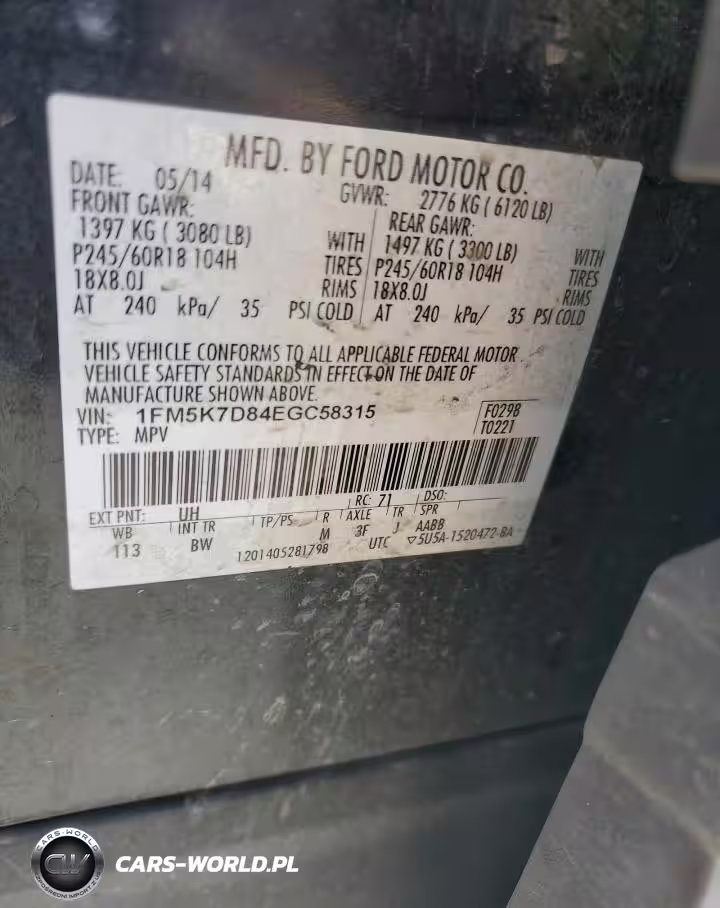 MFD. BY FORD MOTOR CO.
DATE: 05/14 GVWR: 2776 KG ( 6120 LB)
FRONT GAWR: REAR GAWR:
1397 KG ( 3080 LB) WITH 1497 KG ( 3300 LB) WITH
P245/60R18 104H TIRES P245/60R18 104H TIRES
18X8.0J RIMS 18X8.0J RIMS
AT 240 kPa/ 35 PSI COLD AT 240 kPa/ 35 PSI COLD
THIS VEHICLE CONFORMS TO ALL APPLICABLE FEDERAL MOTOR
VEHICLE SAFETY STANDARDS IN EFFECT ON THE DATE OF
MANUFACTURE SHOWN ABOVE.
VIN: 1FM5K7D84EGC58315 F0298
TYPE: MPV T0221
EXT PNT: UH RC: 71 DSO:
WB INT TR TP/PS R AXLE TR SPR
113 BW M 3F J AABB
1201405281798 UTC ▽5U5A-1520472-BA
CARS-WORLD
CW
CARS-WORLD.PL